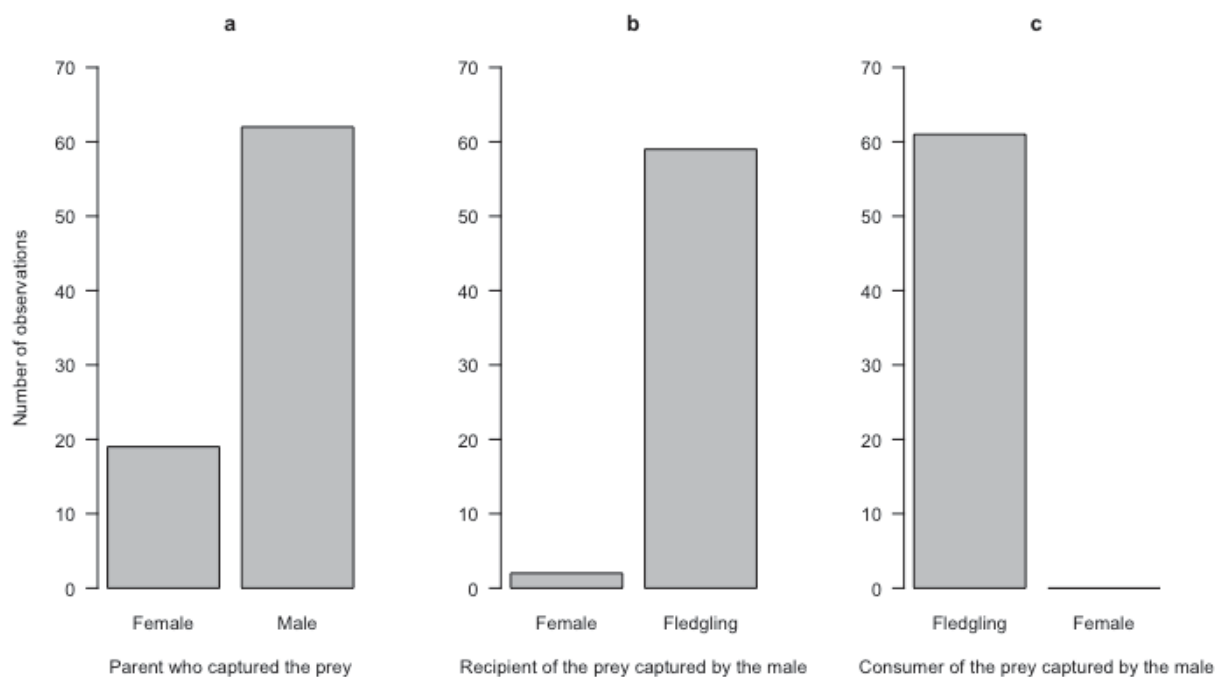 a
70
60
50
40
30
20
10
0
Number of observations
Female Male
Parent who captured the prey
b
70
60
50
40
30
20
10
0
Female Fledgling
Recipient of the prey captured by the male
c
70
60
50
40
30
20
10
0
Fledgling Female
Consumer of the prey captured by the male